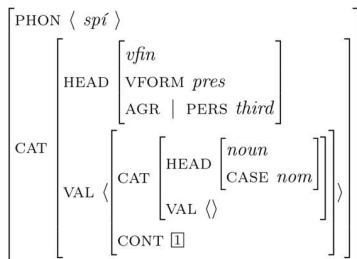 PHON ⟨ spí ⟩
CAT
HEAD
vfin
VFORM pres
AGR | PERS third
VAL ⟨
CAT
HEAD
noun
CASE nom
VAL ⟨⟩
CONT 1
⟩